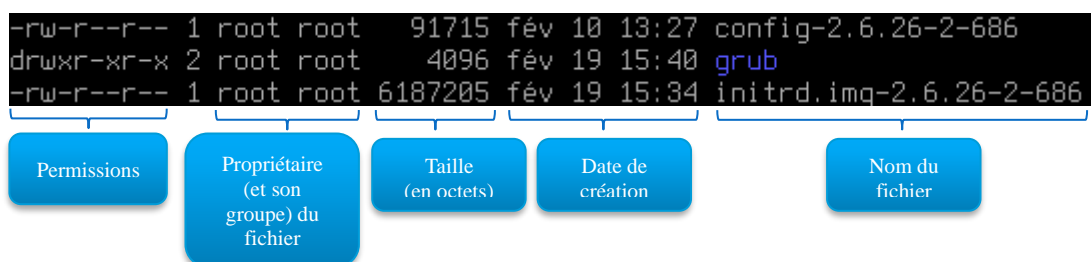 -rw-r--r-- 1 root root 91715 fév 10 13:27 config-2.6.26-2-686
drwxr-xr-x 2 root root 4096 fév 19 15:40 grub
-rw-r--r-- 1 root root 6187205 fév 19 15:34 initrd.img-2.6.26-2-686
Permissions
Propriétaire
(et son
groupe) du
fichier
Taille
(en octets)
Date de
création
Nom du
fichier